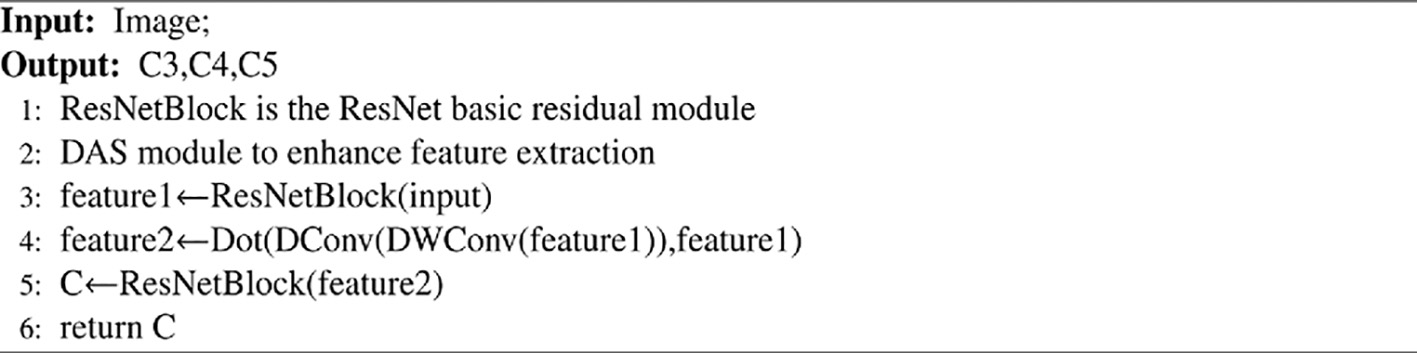 Input: Image;
Output: C3,C4,C5
1: ResNetBlock is the ResNet basic residual module
2: DAS module to enhance feature extraction
3: feature1←ResNetBlock(input)
4: feature2←Dot(DConv(DWConv(feature1)),feature1)
5: C←ResNetBlock(feature2)
6: return C